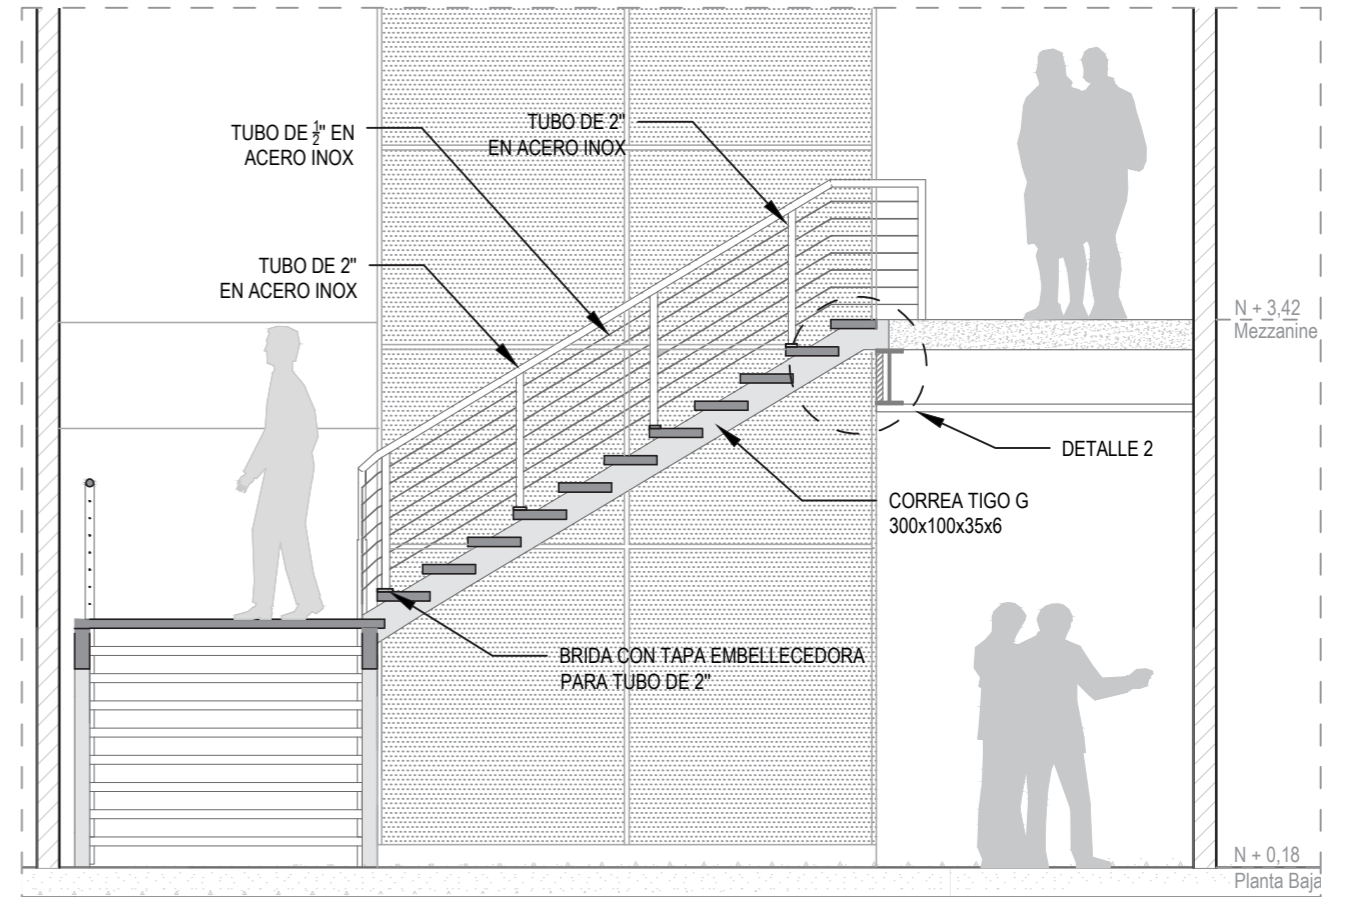 TUBO DE ½" EN
ACERO INOX
TUBO DE 2"
EN ACERO INOX
TUBO DE 2"
EN ACERO INOX
N + 3,42
Mezzanine
DETALLE 2
CORREA TIGO G
300x100x35x6
BRIDA CON TAPA EMBELLECEDORA
PARA TUBO DE 2"
N + 0,18
Planta Baja